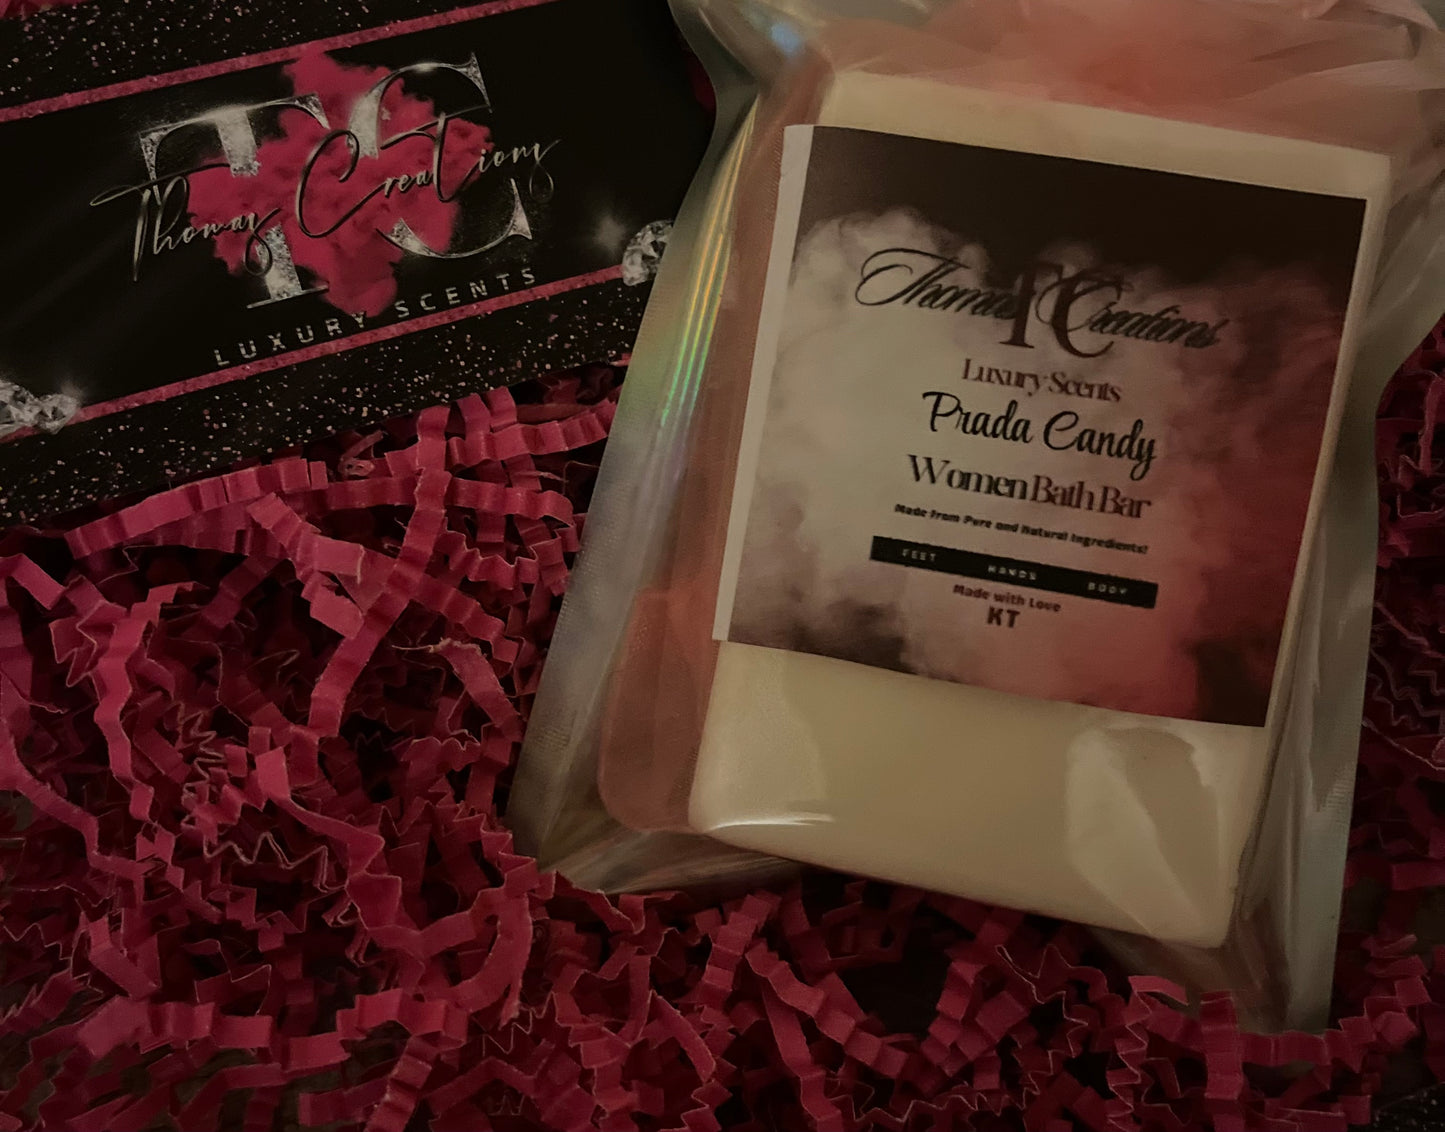 TC
Thomas Creations
LUXURY SCENTS
TC
Thomas Creations
Luxury Scents
Prada Candy
Women Bath Bar
Made From Pure and Natural Ingredients!
FEET HANDS BODY
Made with Love
KT